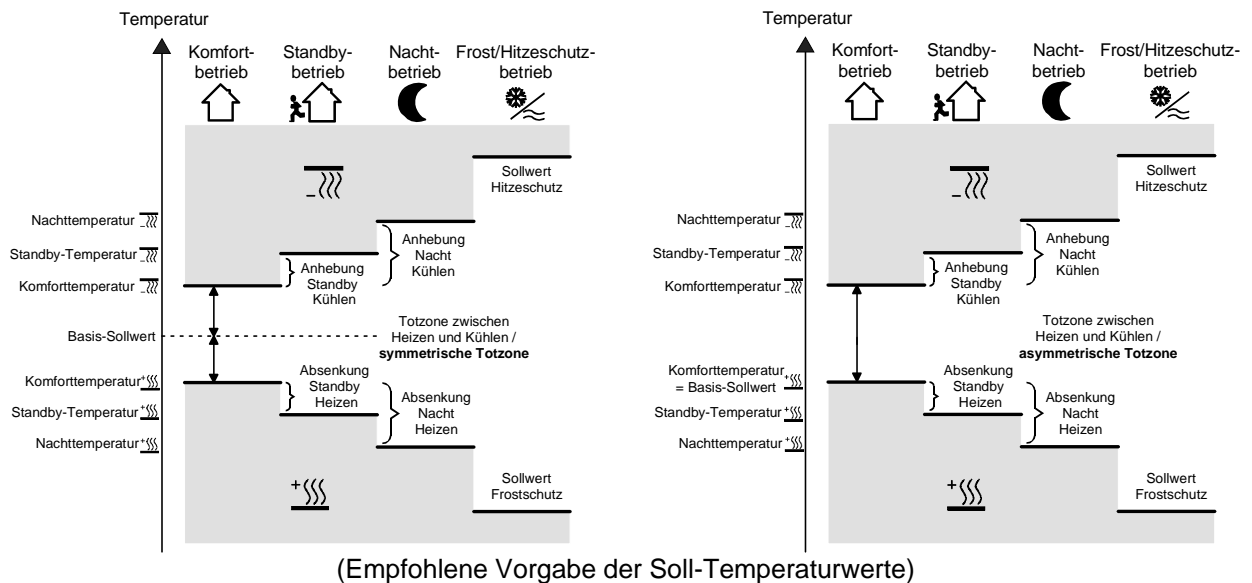 Temperatur
Komfort-
betrieb
Standby-
betrieb
Nacht-
betrieb
Frost/Hitzeschutz-
betrieb
Sollwert
Hitzeschutz
Nachttemperatur
Standby-Temperatur
Komforttemperatur
Anhebung
Nacht
Kühlen
Anhebung
Standby
Kühlen
Basis-Sollwert
Totzone zwischen
Heizen und Kühlen /
symmetrische Totzone
Komforttemperatur
Standby-Temperatur
Nachttemperatur
Absenkung
Standby
Heizen
Absenkung
Nacht
Heizen
Sollwert
Frostschutz
Temperatur
Komfort-
betrieb
Standby-
betrieb
Nacht-
betrieb
Frost/Hitzeschutz-
betrieb
Sollwert
Hitzeschutz
Nachttemperatur
Standby-Temperatur
Komforttemperatur
Anhebung
Nacht
Kühlen
Anhebung
Standby
Kühlen
Totzone zwischen
Heizen und Kühlen /
asymmetrische Totzone
Komforttemperatur
= Basis-Sollwert
Standby-Temperatur
Nachttemperatur
Absenkung
Standby
Heizen
Absenkung
Nacht
Heizen
Sollwert
Frostschutz
(Empfohlene Vorgabe der Soll-Temperaturwerte)